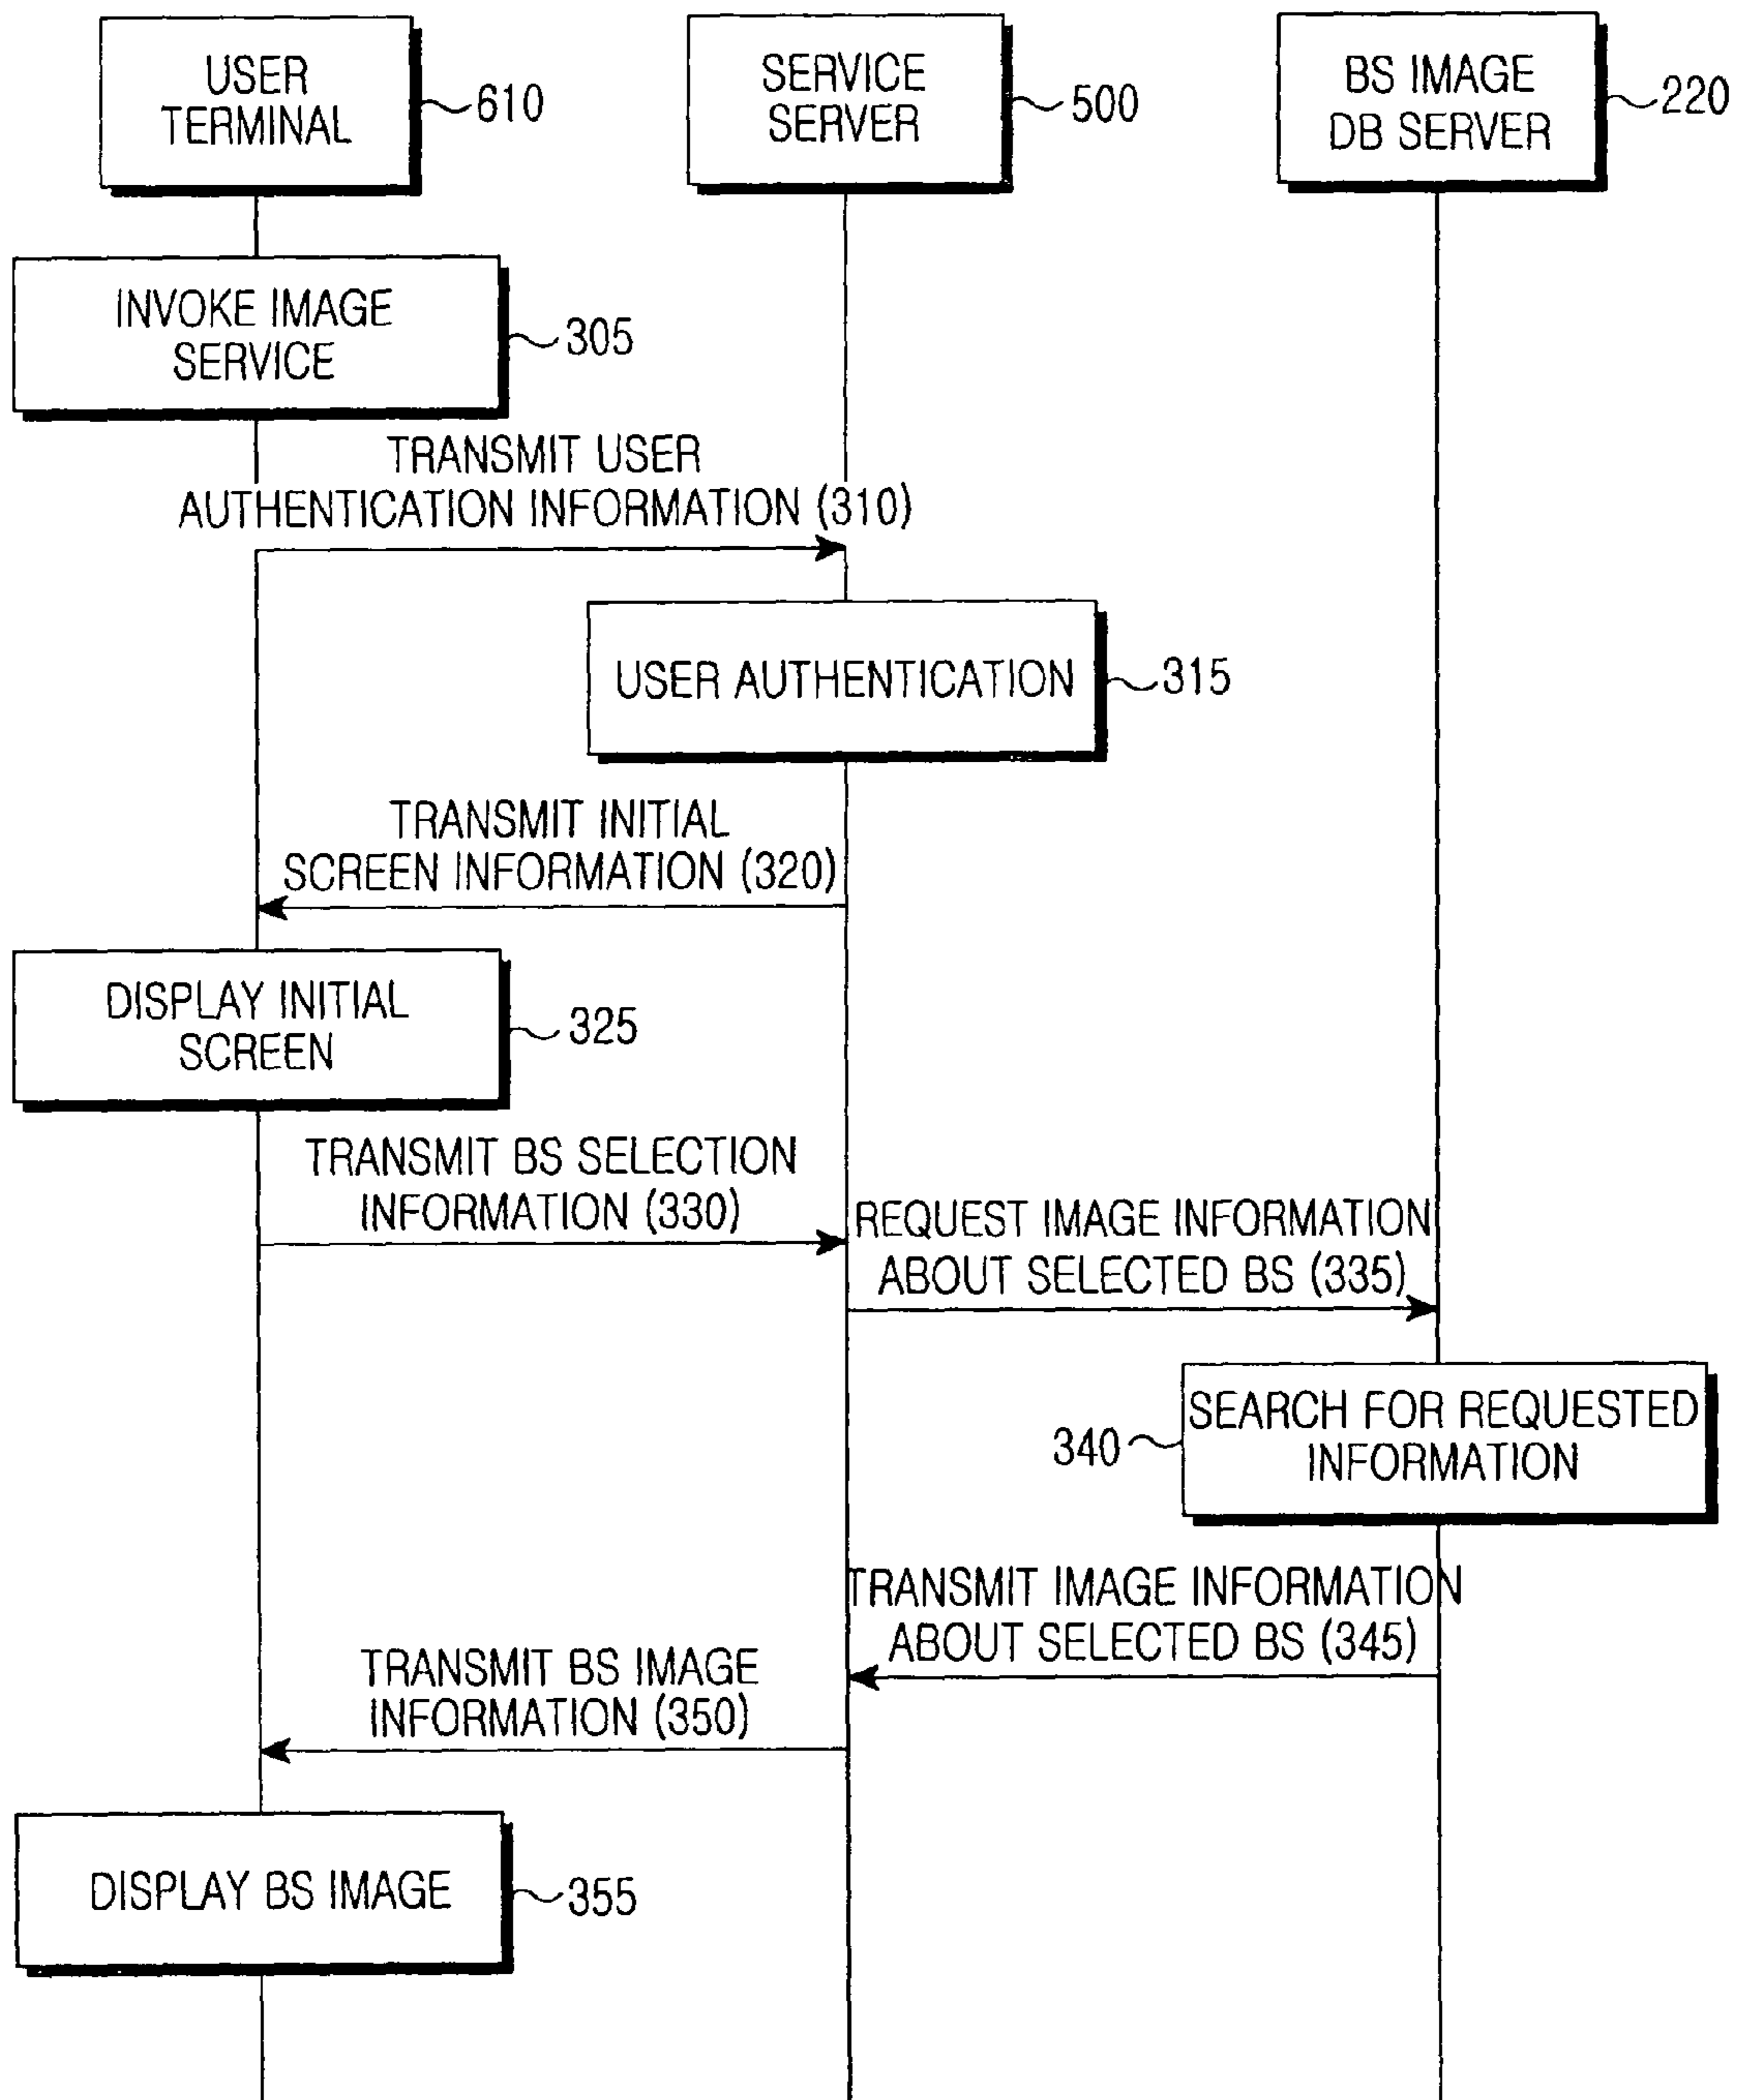 USER
TERMINAL
610
SERVICE
SERVER
500
BS IMAGE
DB SERVER
220
INVOKE IMAGE
SERVICE
305
TRANSMIT USER
AUTHENTICATION INFORMATION (310)
USER AUTHENTICATION
315
TRANSMIT INITIAL
SCREEN INFORMATION (320)
DISPLAY INITIAL
SCREEN
325
TRANSMIT BS SELECTION
INFORMATION (330)
REQUEST IMAGE INFORMATION
ABOUT SELECTED BS (335)
SEARCH FOR REQUESTED
INFORMATION
340
TRANSMIT IMAGE INFORMATION
ABOUT SELECTED BS (345)
TRANSMIT BS IMAGE
INFORMATION (350)
DISPLAY BS IMAGE
355